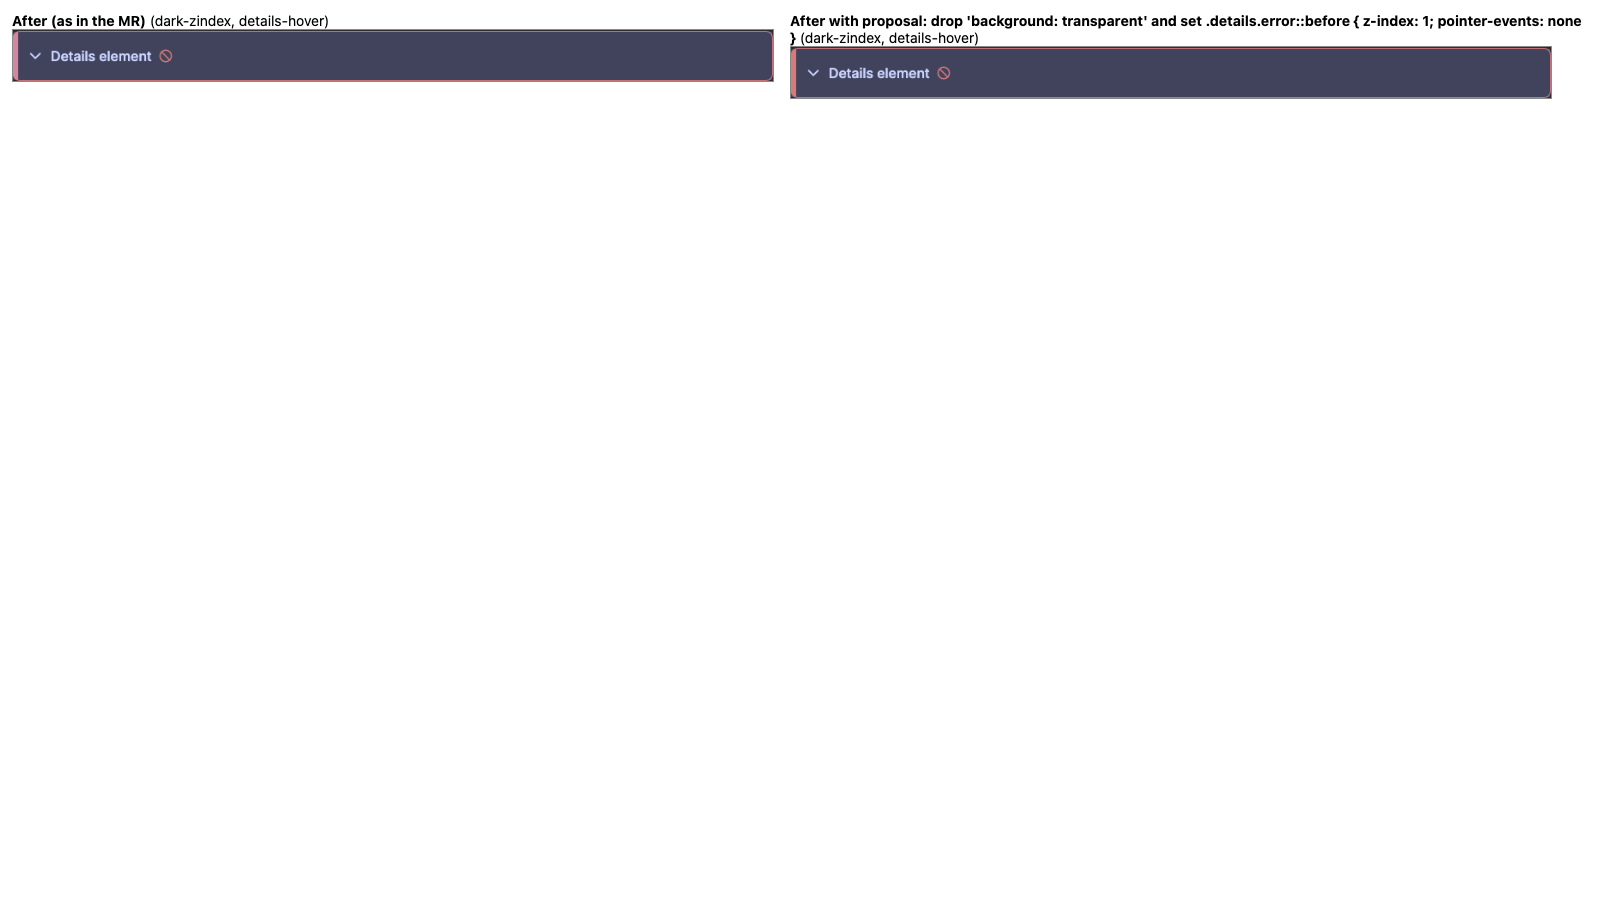 After (as in the MR) (dark-zindex, details-hover)
Details element
After with proposal: drop 'background: transparent' and set .details.error::before { z-index: 1; pointer-events: none
} (dark-zindex, details-hover)
Details element